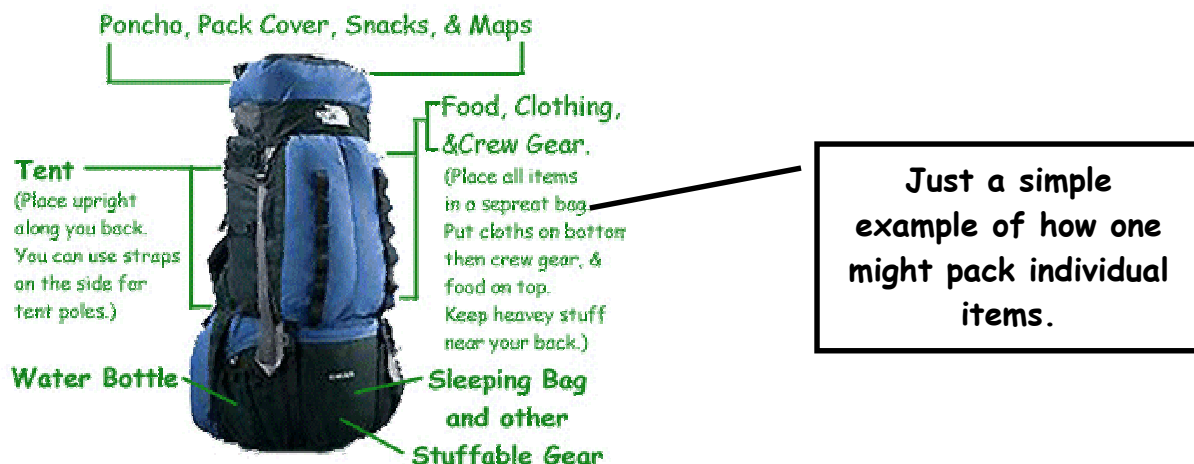 Poncho, Pack Cover, Snacks, & Maps
Food, Clothing,
&Crew Gear.
(Place all items
in a sepreat bag.
Put cloths on bottom
then crew gear, &
food on top.
Keep heavey stuff
near your back.)
Tent
(Place upright
along you back.
You can use straps
on the side for
tent poles.)
Water Bottle
Sleeping Bag
and other
Stuffable Gear
Just a simple
example of how one
might pack individual
items.